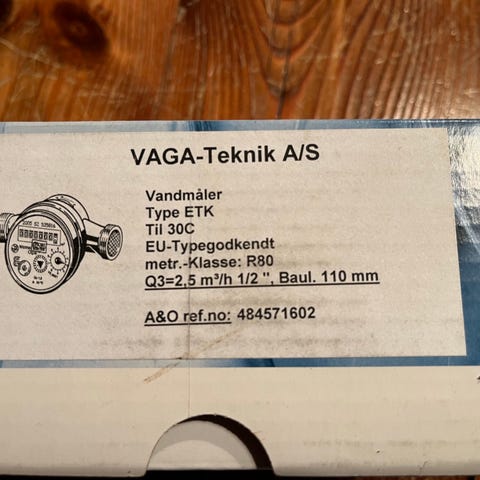 VAGA-Teknik A/S
Vandmåler
Type ETK
Til 30C
EU-Typegodkendt
metr.-Klasse: R80
Q3=2,5 m³/h 1/2 ", Baul. 110 mm
A&O ref.no: 484571602